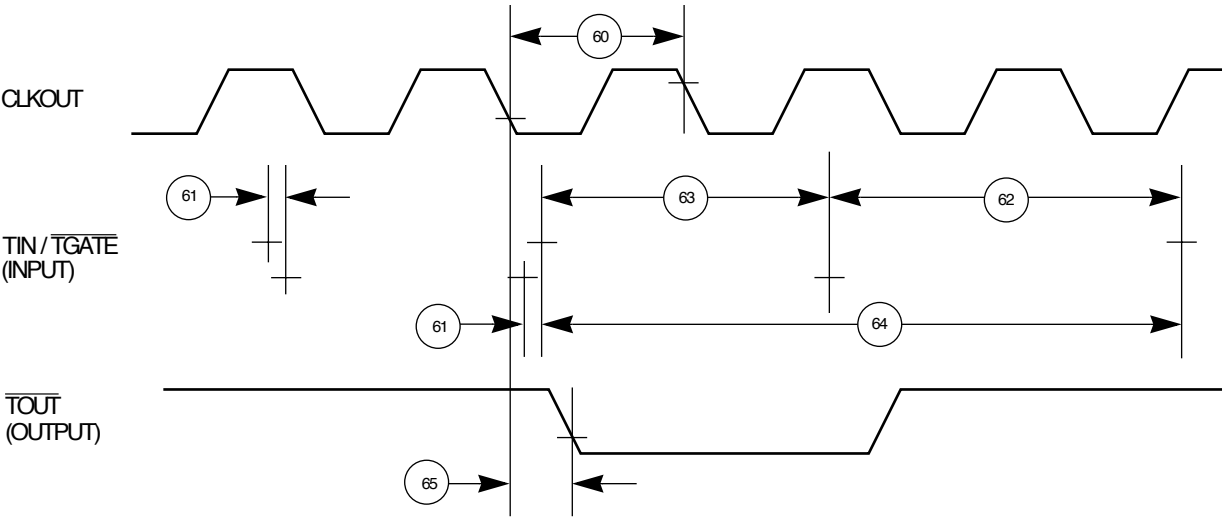 60
CLKOUT
61
63
62
TIN / TGATE
(INPUT)
61
64
TOUT
(OUTPUT)
65